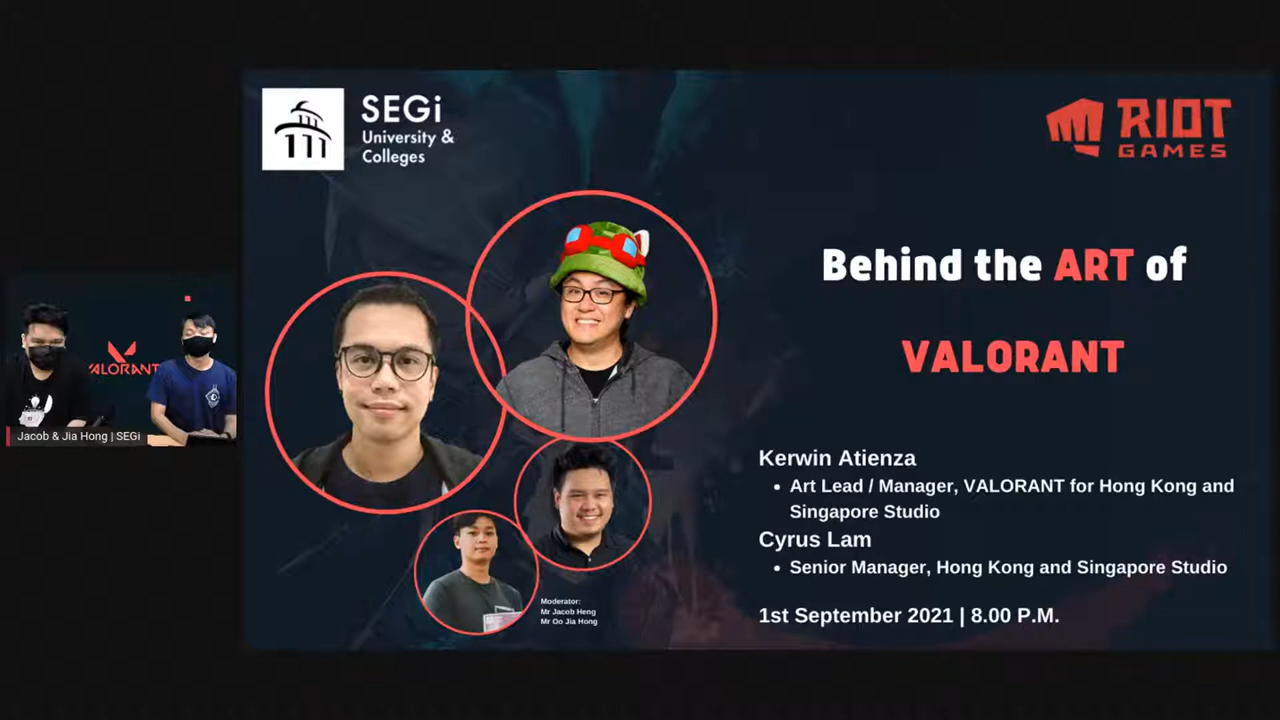 SEGi
University &
Colleges
RIOT
GAMES
Behind the ART of
VALORANT
VALORANT
Jacob & Jia Hong | SEGi
Kerwin Atienza
• Art Lead / Manager, VALORANT for Hong Kong and
Singapore Studio
Cyrus Lam
• Senior Manager, Hong Kong and Singapore Studio
1st September 2021 | 8.00 P.M.
Moderator:
Mr Jacob Heng
Mr Oo Jia Hong